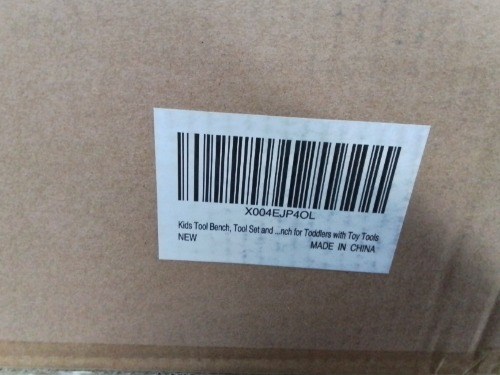 X004EJP4OL
Kids Tool Bench, Tool Set and ...nch for Toddlers with Toy Tools
NEW
MADE IN CHINA